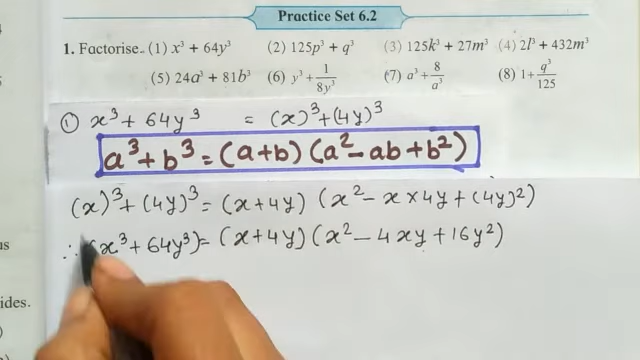 Practice Set 6.2
1. Factorise. (1) x³ + 64y³ (2) 125p³ + q³ (3) 125k³ + 27m³ (4) 2l³ + 432m³
(5) 24a³ + 81b³ (6) y³ + 1/8y³ (7) a³ + 8/a³ (8) 1 + q³/125
① x³ + 64y³ = (x)³ + (4y)³
a³ + b³ = (a+b) (a² - ab + b²)
(x)³ + (4y)³ = (x + 4y) (x² - x × 4y + (4y)²)
∴ (x³ + 64y³) = (x + 4y) (x² - 4xy + 16y²)
ides.